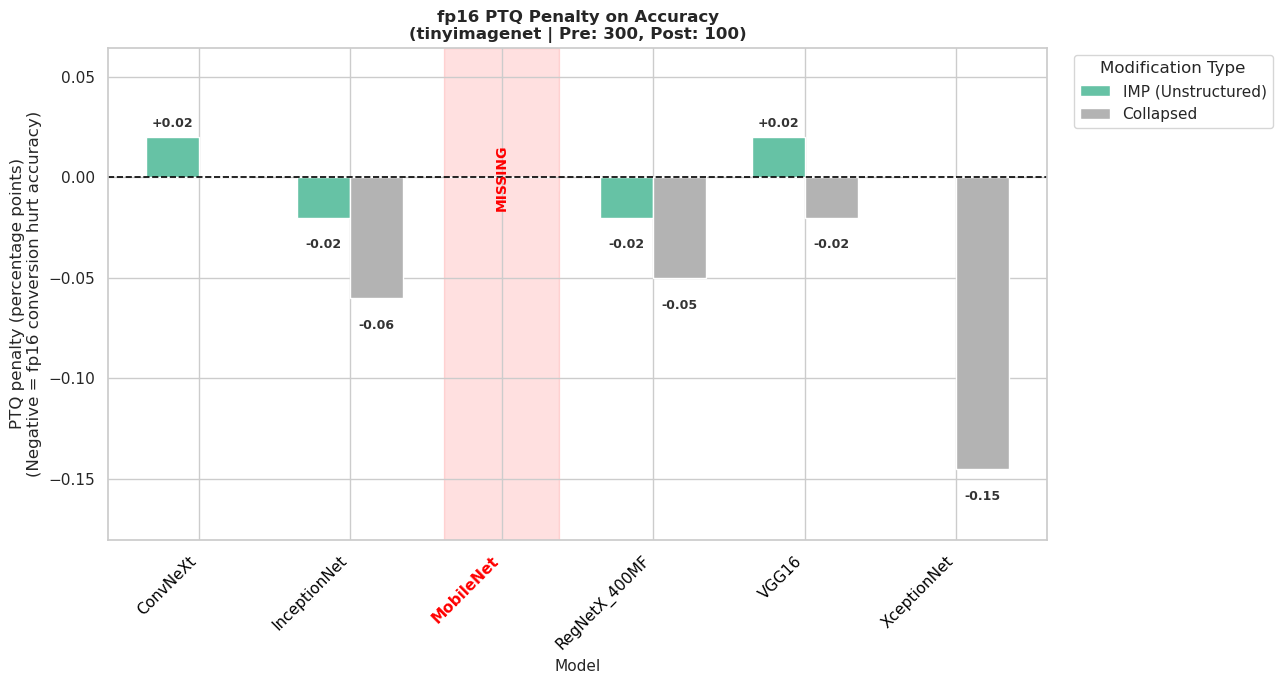 fp16 PTQ Penalty on Accuracy
(tinyimagenet | Pre: 300, Post: 100)
PTQ penalty (percentage points)
(Negative = fp16 conversion hurt accuracy)
0.05
0.00
−0.05
−0.10
−0.15
+0.02
-0.02
-0.06
MISSING
-0.02
-0.05
+0.02
-0.02
-0.15
ConvNeXt
InceptionNet
MobileNet
RegNetX_400MF
VGG16
XceptionNet
Model
Modification Type
IMP (Unstructured)
Collapsed